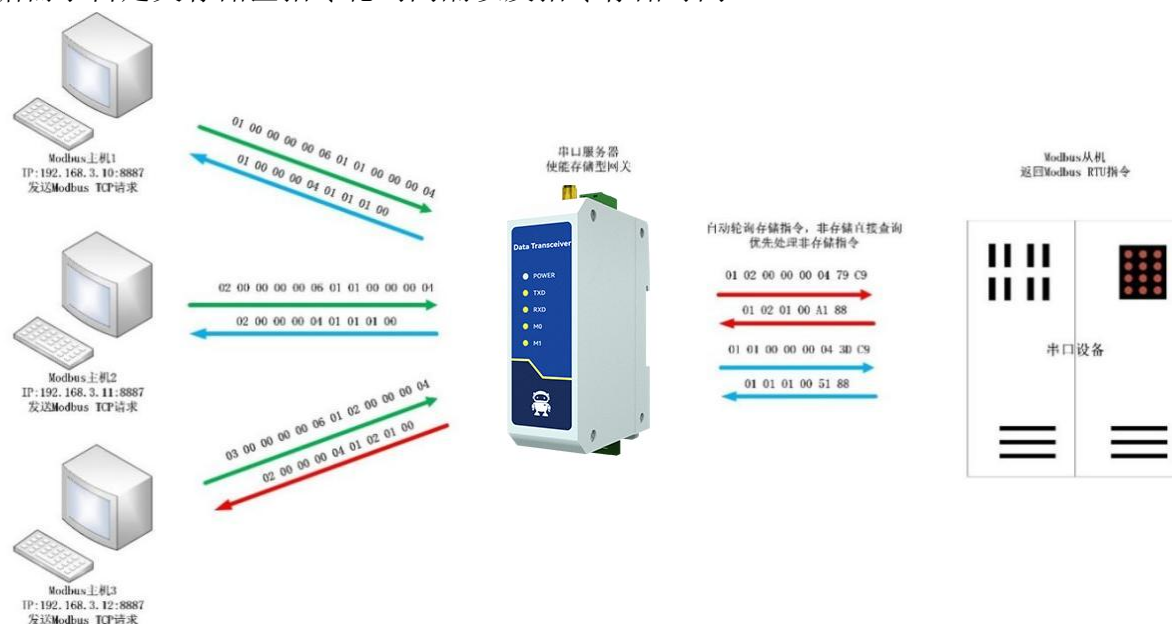 Modbus主机1
IP:192.168.3.10:8887
发送Modbus TCP请求
01 00 00 00 00 06 01 01 00 00 00 04
01 00 00 00 04 01 01 01 00
串口服务器
使能存储型网关
Data Transceiver
POWER
TXD
RXD
M0
M1
自动轮询存储指令，非存储直接查询
优先处理非存储指令
01 02 00 00 00 04 79 C9
01 02 01 00 A1 88
01 01 00 00 00 04 3D C9
01 01 01 00 51 88
Modbus从机
返回Modbus RTU指令
串口设备
Modbus主机2
IP:192.168.3.11:8887
发送Modbus TCP请求
02 00 00 00 00 06 01 01 00 00 00 04
02 00 00 00 04 01 01 01 00
Modbus主机3
IP:192.168.3.12:8887
发送Modbus TCP请求
03 00 00 00 00 06 01 02 00 00 00 04
02 00 00 00 04 01 02 01 00